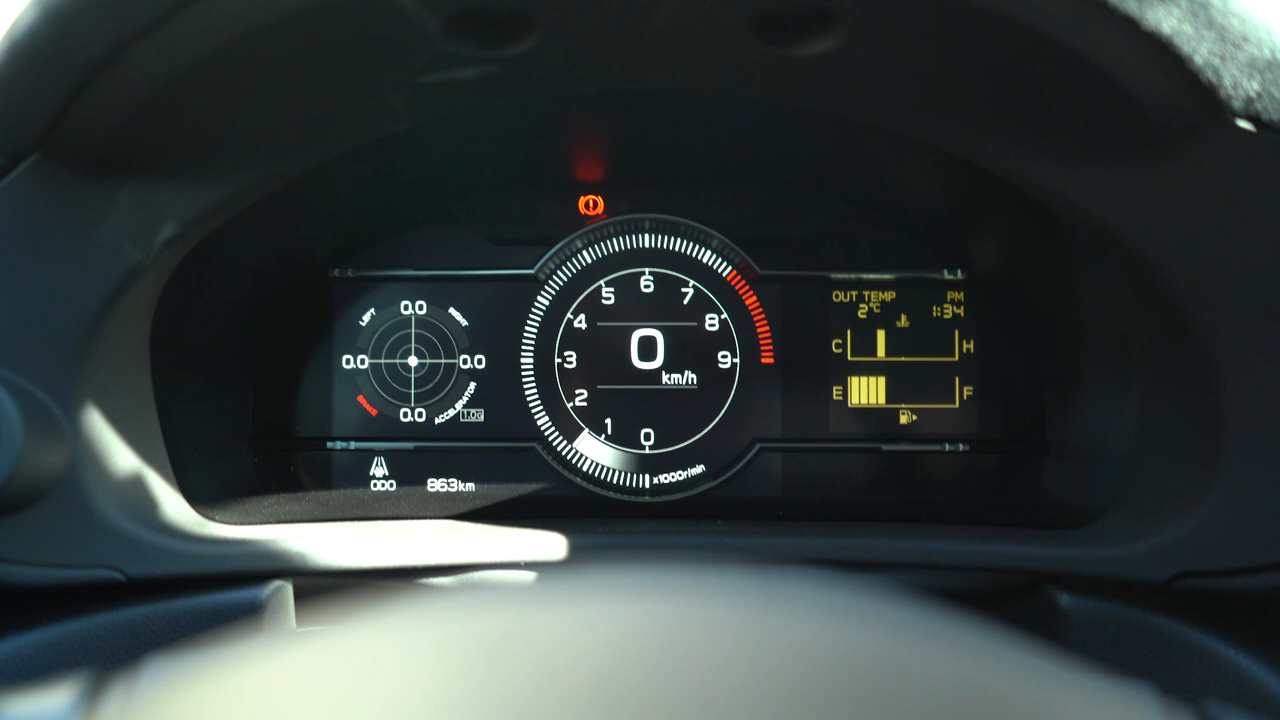 LEFT
0.0
RIGHT
0.0
0.0
BRAKE
0.0
ACCELERATOR
1.0G
ODO
863km
0
1
2
3
4
5
6
7
8
9
0
km/h
x1000r/min
OUT TEMP
PM
2°C
1:34
C
H
E
F